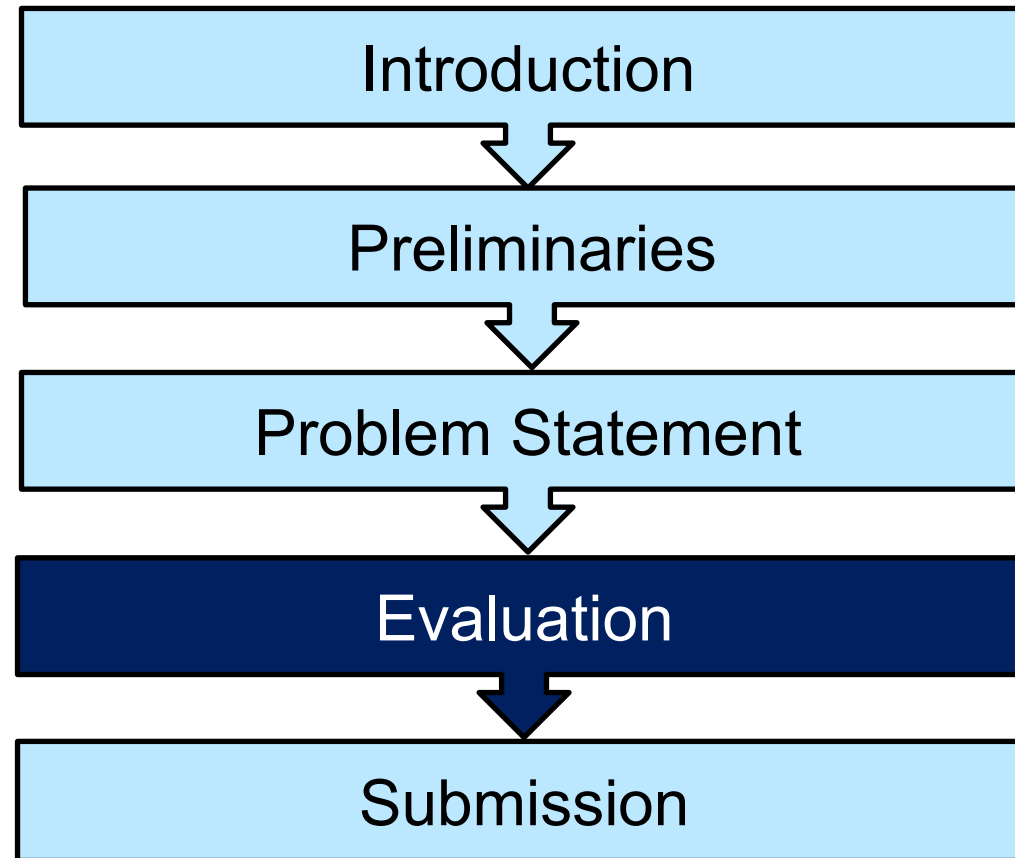 Introduction
Preliminaries
Problem Statement
Evaluation
Submission